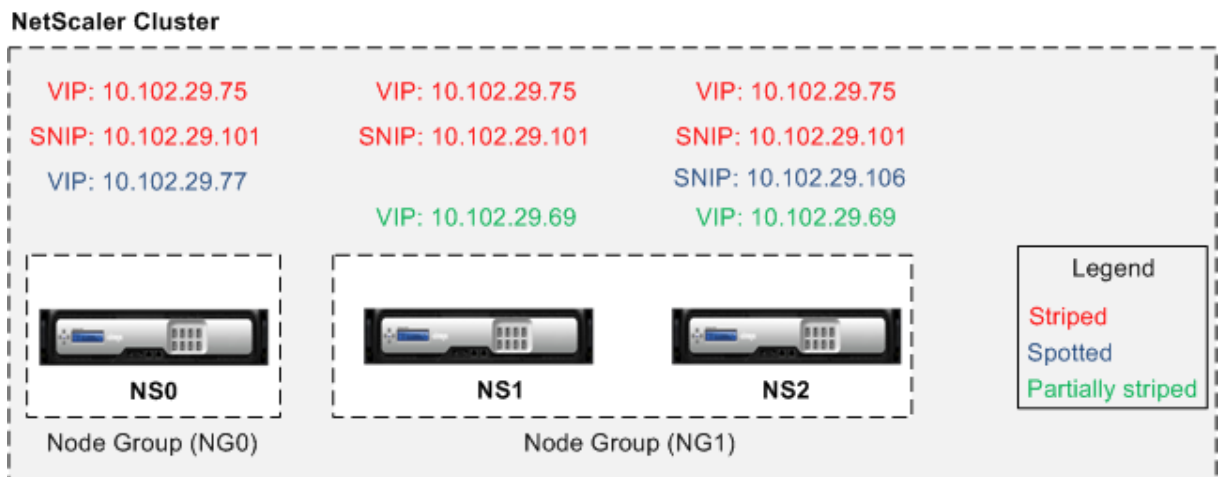 NetScaler Cluster
VIP: 10.102.29.75
VIP: 10.102.29.75
VIP: 10.102.29.75
SNIP: 10.102.29.101
SNIP: 10.102.29.101
SNIP: 10.102.29.101
VIP: 10.102.29.77
SNIP: 10.102.29.106
VIP: 10.102.29.69
VIP: 10.102.29.69
NS0
NS1
NS2
Node Group (NG0)
Node Group (NG1)
Legend
Striped
Spotted
Partially striped